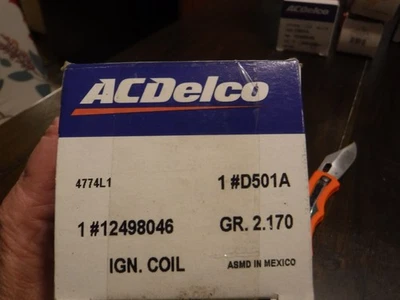 ACDelco
4774L1 1 #D501A
1 #12498046 GR. 2.170
IGN. COIL ASMD IN MEXICO